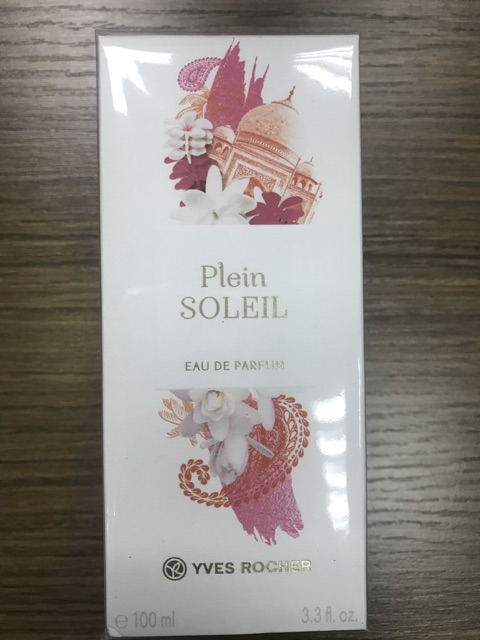 Plein
SOLEIL
EAU DE PARFUM
YVES ROCHER
e 100 ml 3.3 fl. oz.